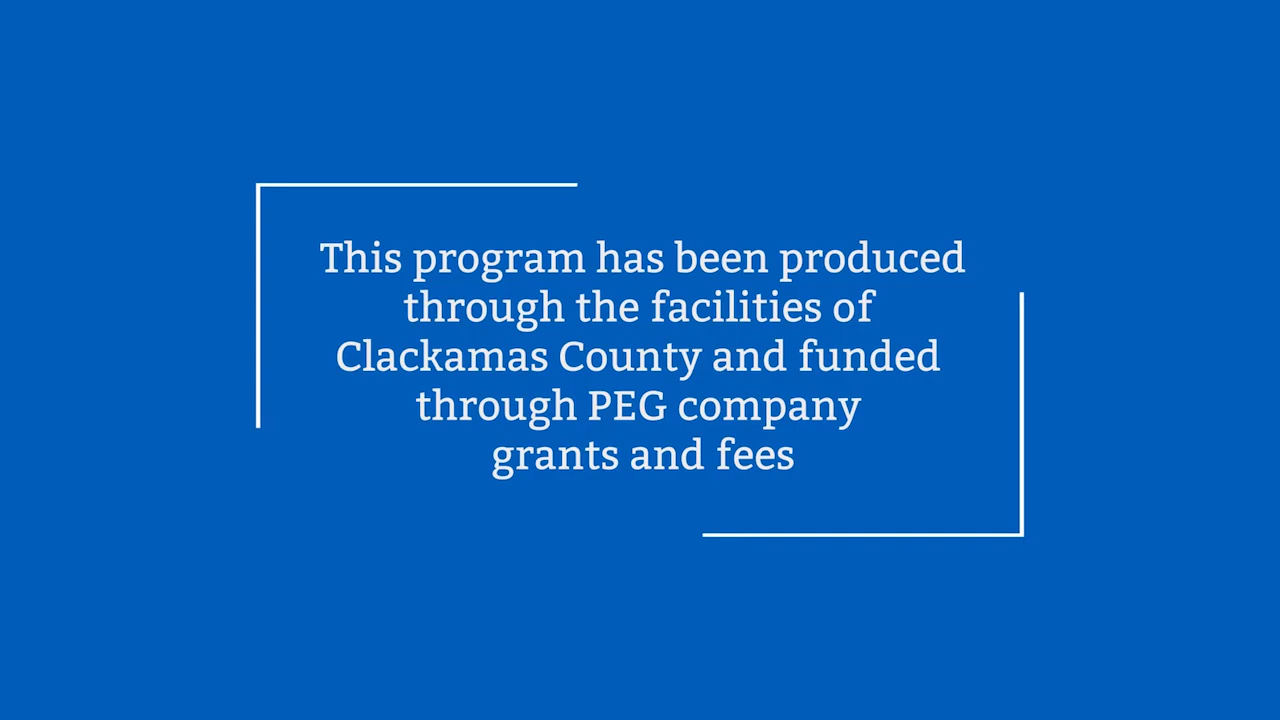 This program has been produced
through the facilities of
Clackamas County and funded
through PEG company
grants and fees